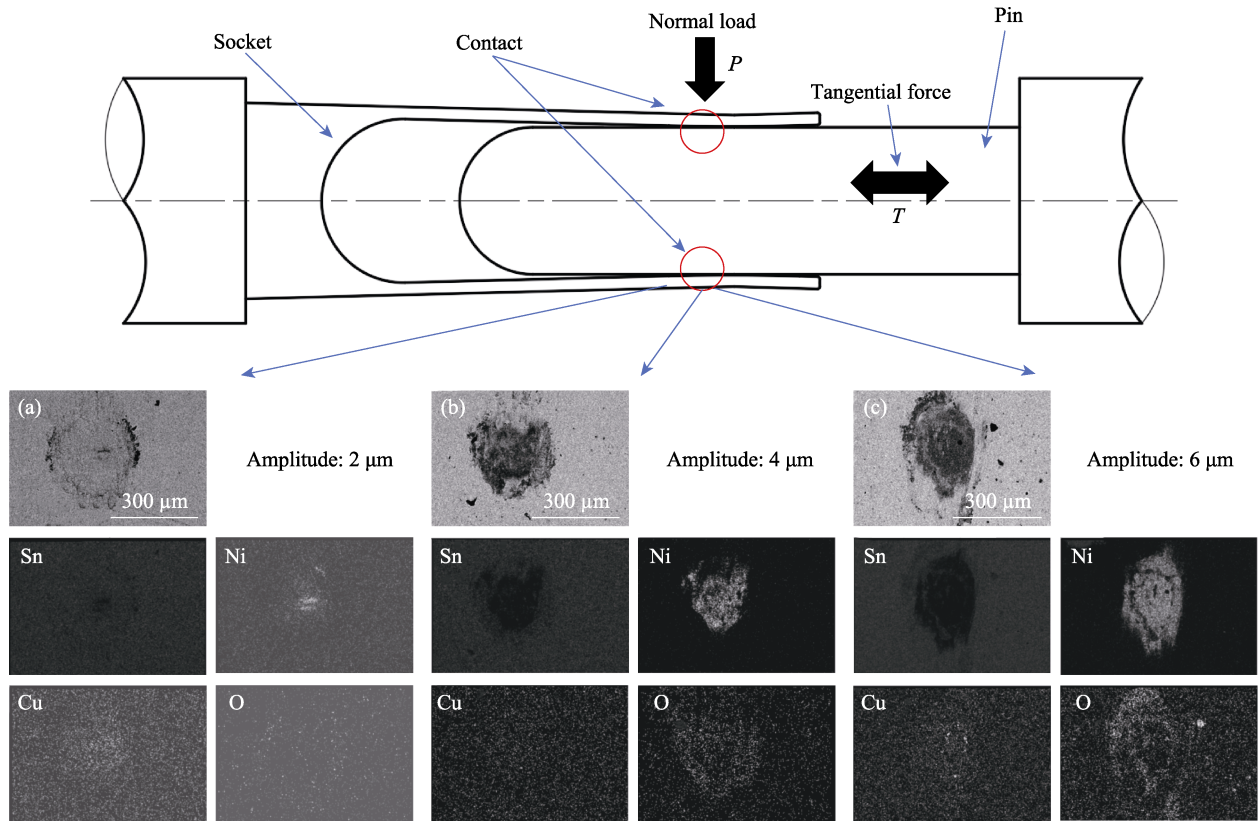 Normal load
Pin
Socket
Contact
P
Tangential force
T
(a)
300 μm
Amplitude: 2 μm
(b)
300 μm
Amplitude: 4 μm
(c)
300 μm
Amplitude: 6 μm
Sn
Ni
Sn
Ni
Sn
Ni
Cu
O
Cu
O
Cu
O